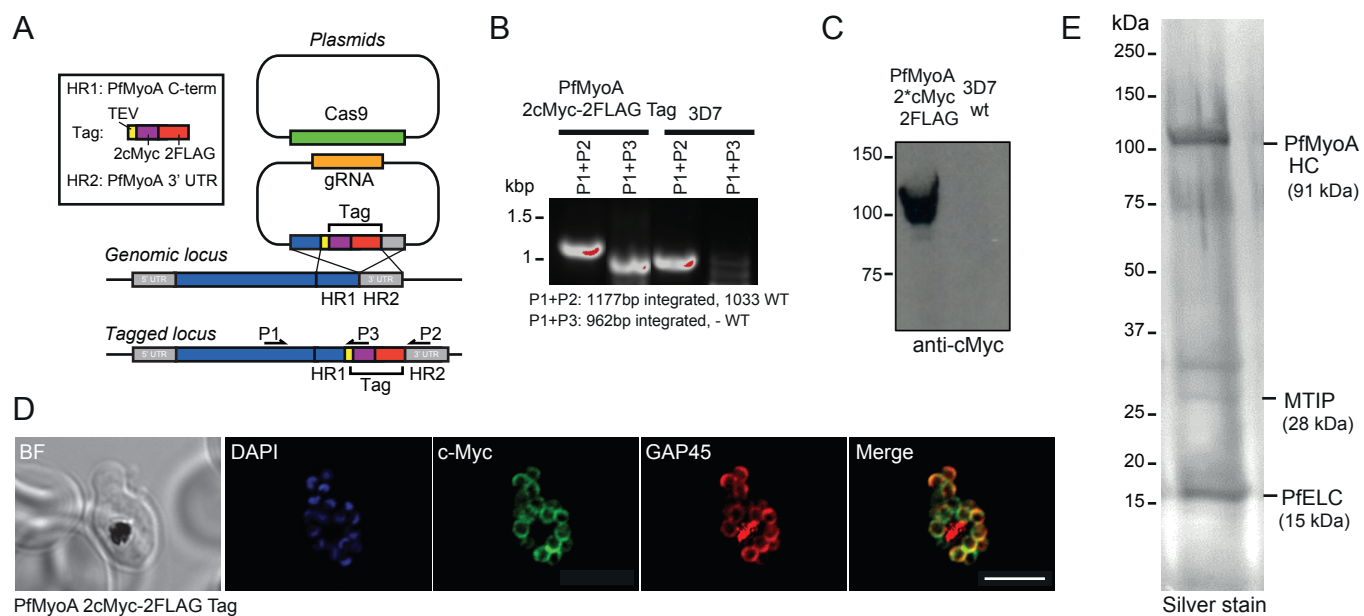 A
Plasmids
HR1: PfMyoA C-term
TEV
Tag:
2cMyc 2FLAG
HR2: PfMyoA 3' UTR
Cas9
gRNA
Tag
Genomic locus
5' UTR
3' UTR
HR1 HR2
Tagged locus
P1
P3
P2
5' UTR
3' UTR
HR1
Tag
HR2
B
PfMyoA
2cMyc-2FLAG Tag
3D7
P1+P2
P1+P3
P1+P2
P1+P3
kbp
1.5
1
P1+P2: 1177bp integrated, 1033 WT
P1+P3: 962bp integrated, - WT
C
PfMyoA
2*cMyc
2FLAG
3D7
wt
150
100
75
anti-cMyc
D
BF
DAPI
c-Myc
GAP45
Merge
PfMyoA 2cMyc-2FLAG Tag
E
kDa
250
150
100
75
50
37
25
20
15
PfMyoA
HC
(91 kDa)
MTIP
(28 kDa)
PfELC
(15 kDa)
Silver stain